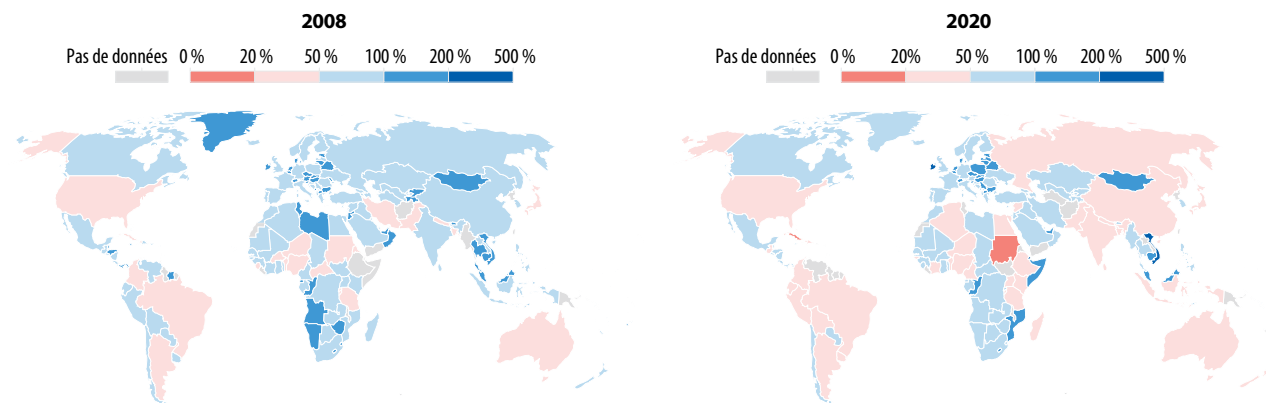 2008
Pas de données 0 % 20 % 50 % 100 % 200 % 500 %
2020
Pas de données 0 % 20% 50 % 100 % 200 % 500 %